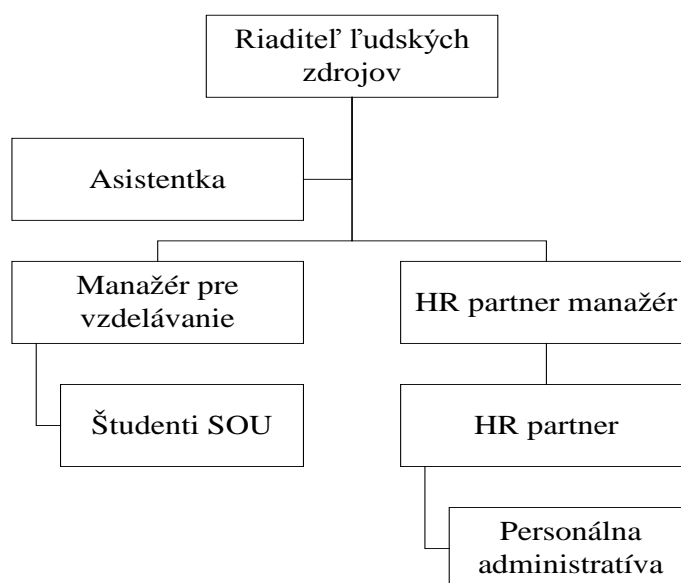 Riaditeľ ľudských
zdrojov
Asistentka
Manažér pre
vzdelávanie
HR partner manažér
Študenti SOU
HR partner
Personálna
administratíva